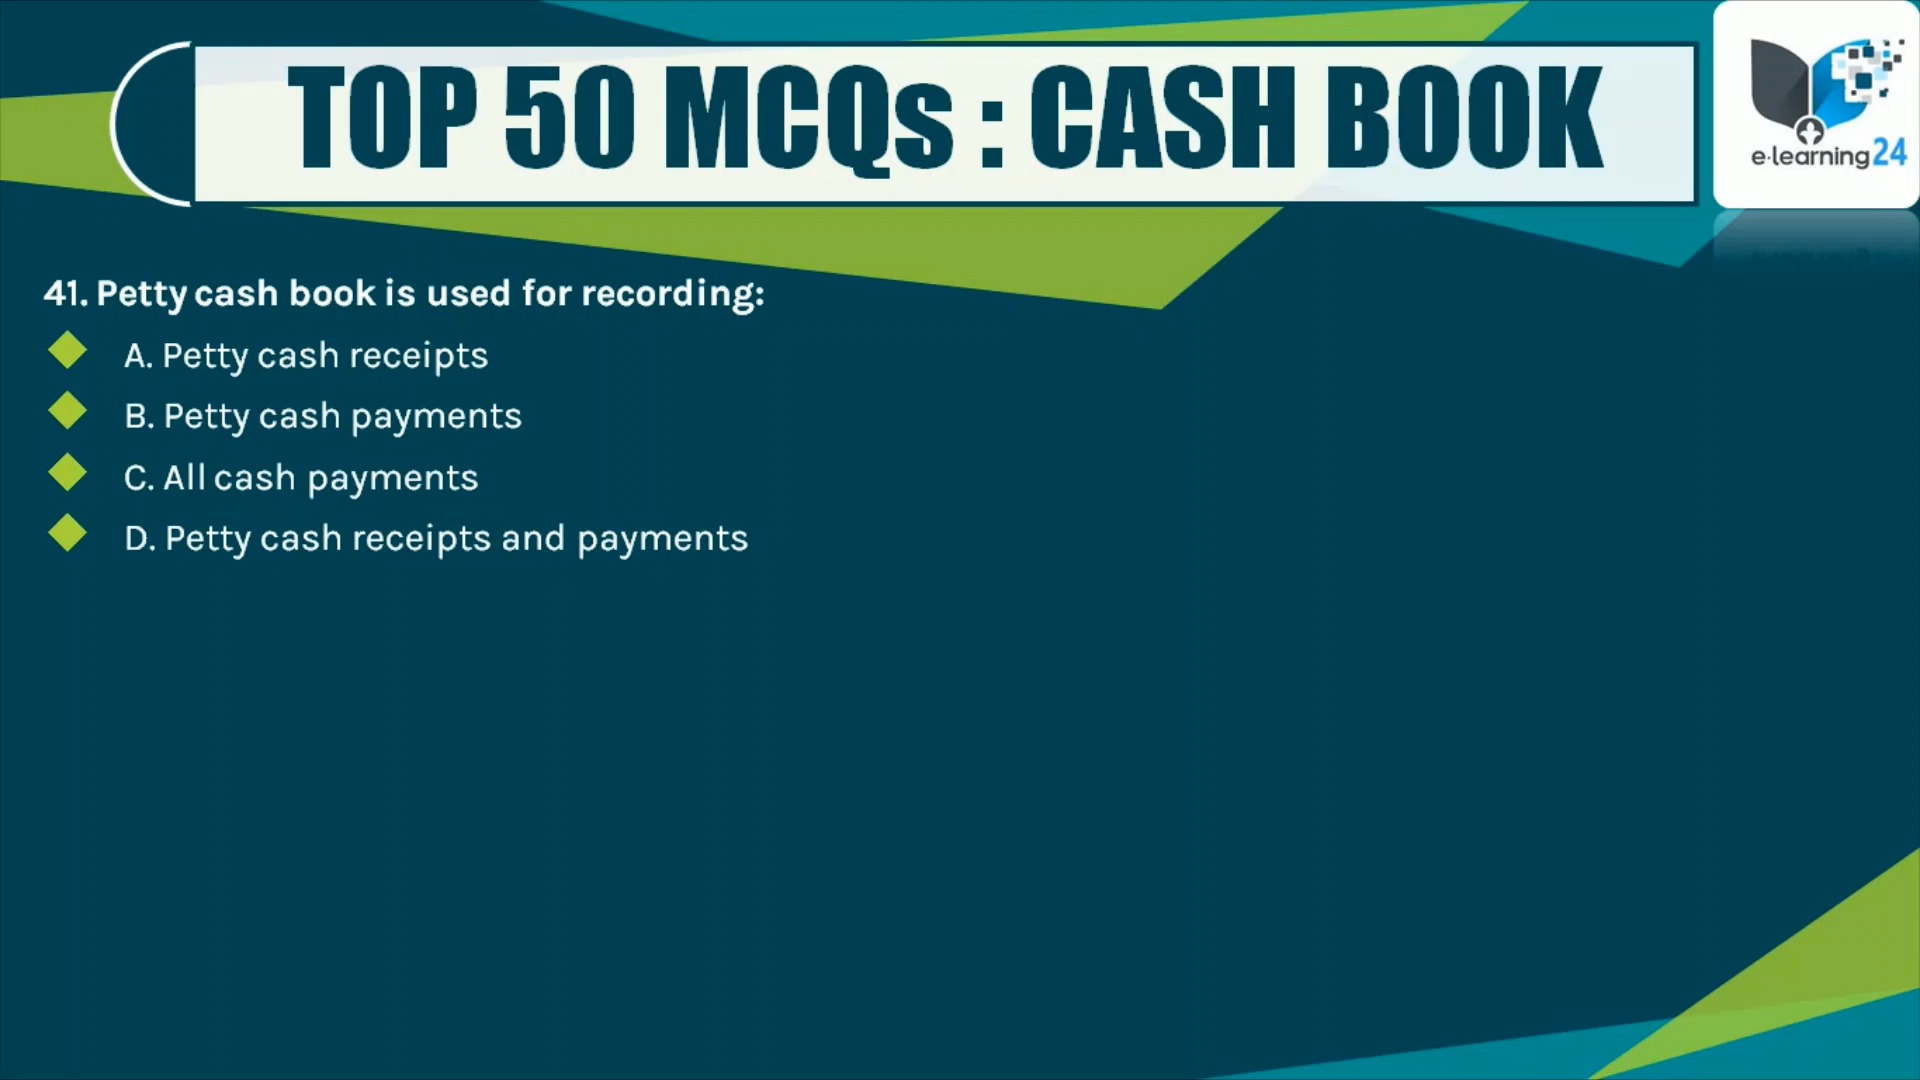 TOP 50 MCQs : CASH BOOK
e-learning24
41. Petty cash book is used for recording:
A. Petty cash receipts
B. Petty cash payments
C. All cash payments
D. Petty cash receipts and payments